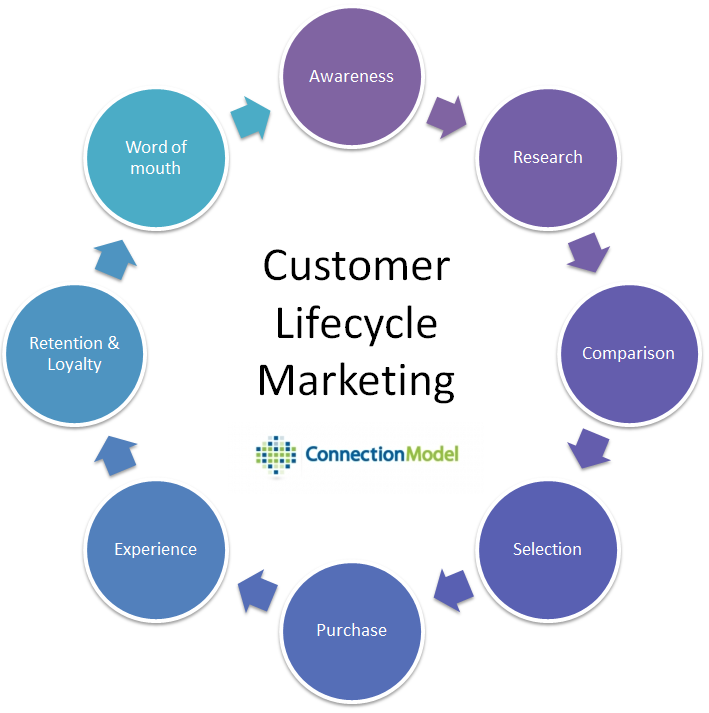 Awareness
Research
Comparison
Selection
Purchase
Experience
Retention &
Loyalty
Word of
mouth
Customer
Lifecycle
Marketing
ConnectionModel